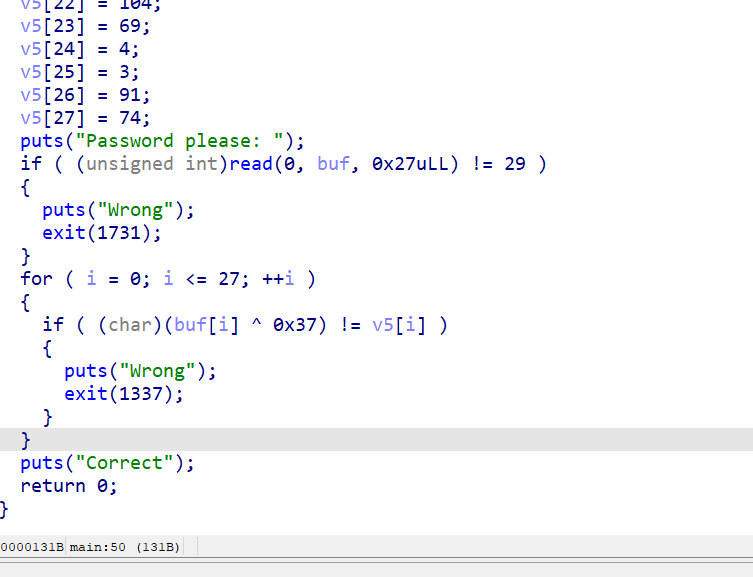 v5[22] = 104;
v5[23] = 69;
v5[24] = 4;
v5[25] = 3;
v5[26] = 91;
v5[27] = 74;
puts("Password please: ");
if ( (unsigned int)read(0, buf, 0x27uLL) != 29 )
{
puts("Wrong");
exit(1731);
}
for ( i = 0; i <= 27; ++i )
{
if ( (char)(buf[i] ^ 0x37) != v5[i] )
{
puts("Wrong");
exit(1337);
}
}
puts("Correct");
return 0;
}
0000131B main:50 (131B)